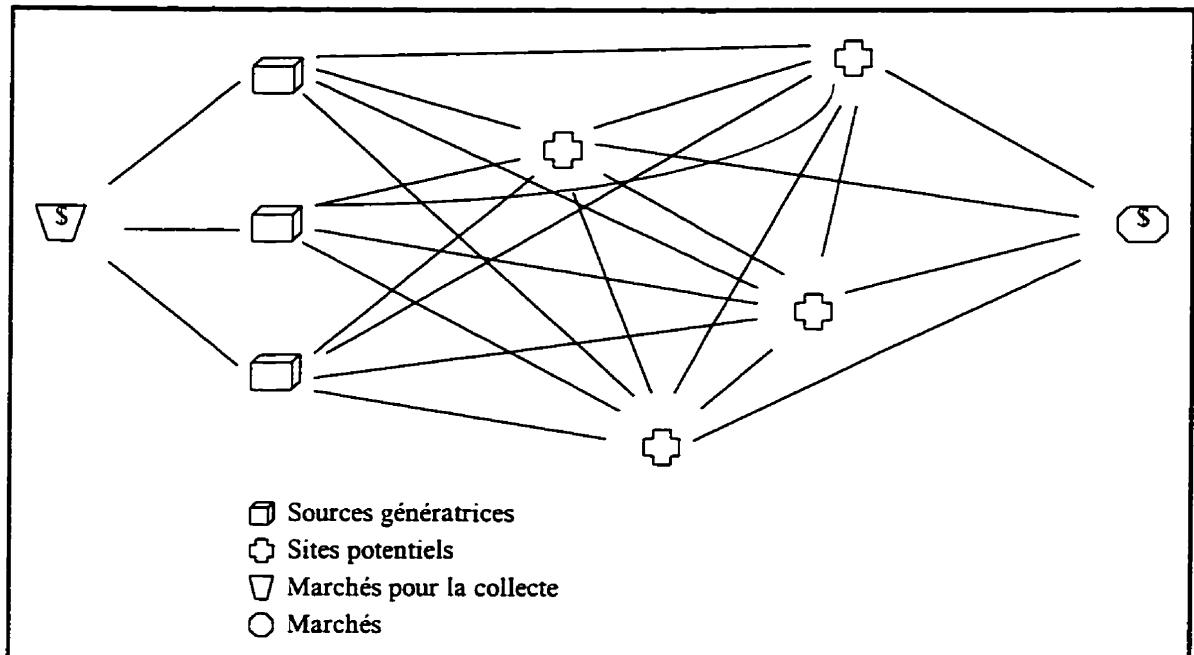 $
$
Sources génératrices
Sites potentiels
Marchés pour la collecte
Marchés